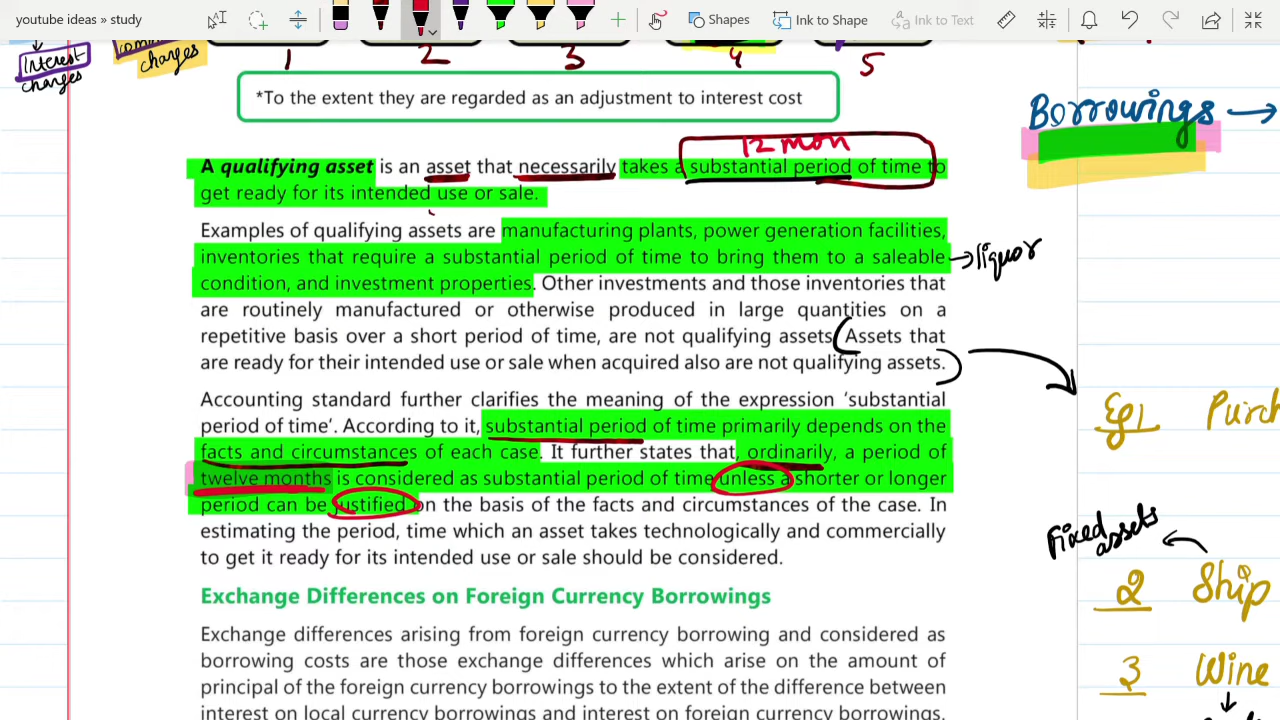 youtube ideas » study
Shapes
Ink to Shape
Ink to Text
Interest
charges
charges
1 2 3 4 5
*To the extent they are regarded as an adjustment to interest cost
Borrowings →
12 mon
A qualifying asset is an asset that necessarily takes a substantial period of time to
get ready for its intended use or sale.
Examples of qualifying assets are manufacturing plants, power generation facilities,
inventories that require a substantial period of time to bring them to a saleable
→ liquor
condition, and investment properties. Other investments and those inventories that
are routinely manufactured or otherwise produced in large quantities on a
repetitive basis over a short period of time, are not qualifying assets. (Assets that
are ready for their intended use or sale when acquired also are not qualifying assets.)
Accounting standard further clarifies the meaning of the expression ‘substantial
period of time’. According to it, substantial period of time primarily depends on the
facts and circumstances of each case. It further states that, ordinarily, a period of
twelve months is considered as substantial period of time unless a shorter or longer
period can be justified on the basis of the facts and circumstances of the case. In
estimating the period, time which an asset takes technologically and commercially
to get it ready for its intended use or sale should be considered.
Eg1 Purch
Fixed
assets
2 Ship
3 Wine
Exchange Differences on Foreign Currency Borrowings
Exchange differences arising from foreign currency borrowing and considered as
borrowing costs are those exchange differences which arise on the amount of
principal of the foreign currency borrowings to the extent of the difference between
interest on local currency borrowings and interest on foreign currency borrowings.